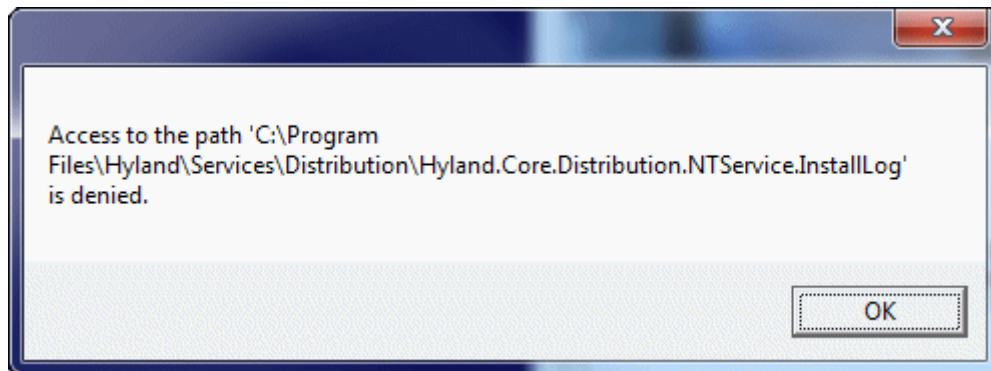 Access to the path 'C:\Program
Files\Hyland\Services\Distribution\Hyland.Core.Distribution.NTService.InstallLog'
is denied.
OK